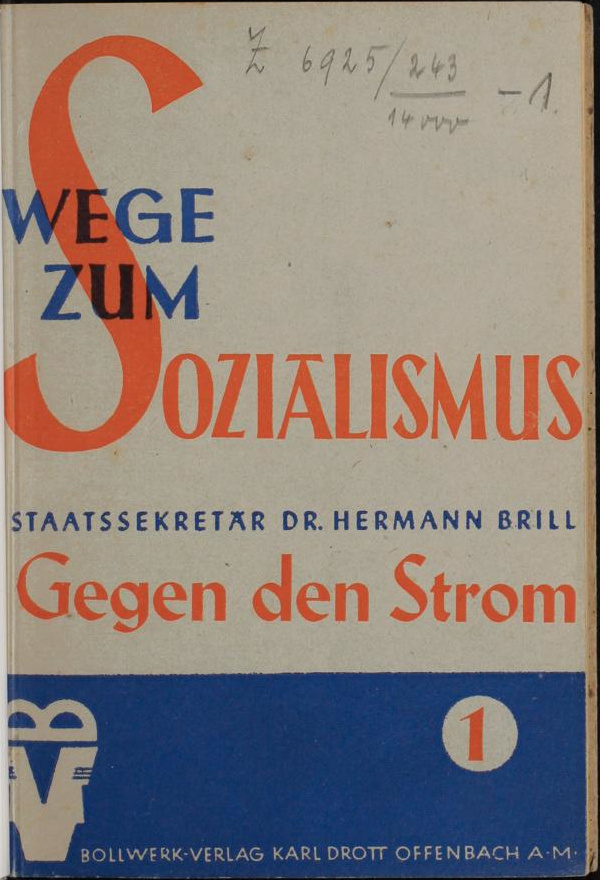 Z 6925/243 - 1.
14
WEGE
ZUM
SOZIALISMUS
STAATSSEKRETÄR DR. HERMANN BRILL
Gegen den Strom
1
BV
BOLLWERK-VERLAG KARL DROTT OFFENBACH A·M·